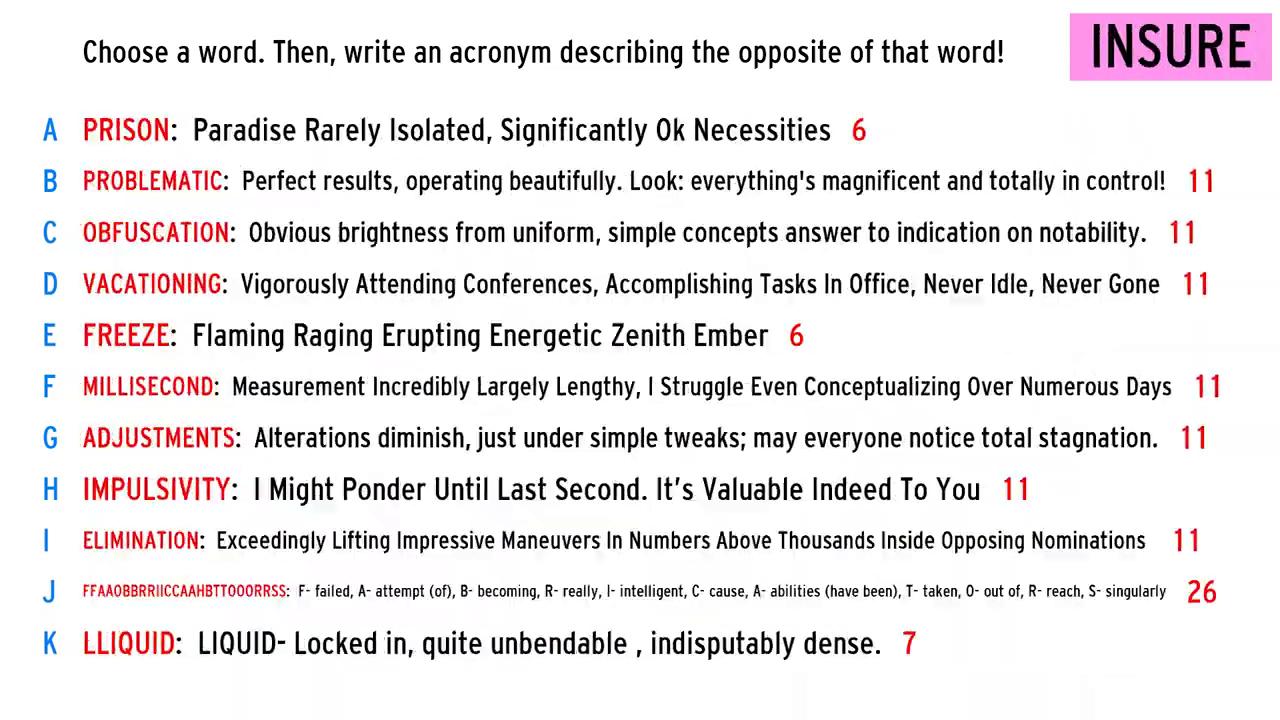 Choose a word. Then, write an acronym describing the opposite of that word!
INSURE
A PRISON: Paradise Rarely Isolated, Significantly Ok Necessities 6
B PROBLEMATIC: Perfect results, operating beautifully. Look: everything's magnificent and totally in control! 11
C OBFUSCATION: Obvious brightness from uniform, simple concepts answer to indication on notability. 11
D VACATIONING: Vigorously Attending Conferences, Accomplishing Tasks In Office, Never Idle, Never Gone 11
E FREEZE: Flaming Raging Erupting Energetic Zenith Ember 6
F MILLISECOND: Measurement Incredibly Largely Lengthy, I Struggle Even Conceptualizing Over Numerous Days 11
G ADJUSTMENTS: Alterations diminish, just under simple tweaks; may everyone notice total stagnation. 11
H IMPULSIVITY: I Might Ponder Until Last Second. It's Valuable Indeed To You 11
I ELIMINATION: Exceedingly Lifting Impressive Maneuvers In Numbers Above Thousands Inside Opposing Nominations 11
J FFAAOBBRRIICCAAHBTTOOORRSS: F- failed, A- attempt (of), B- becoming, R- really, I- intelligent, C- cause, A- abilities (have been), T- taken, O- out of, R- reach, S- singularly 26
K LLIQUID: LIQUID- Locked in, quite unbendable , indisputably dense. 7